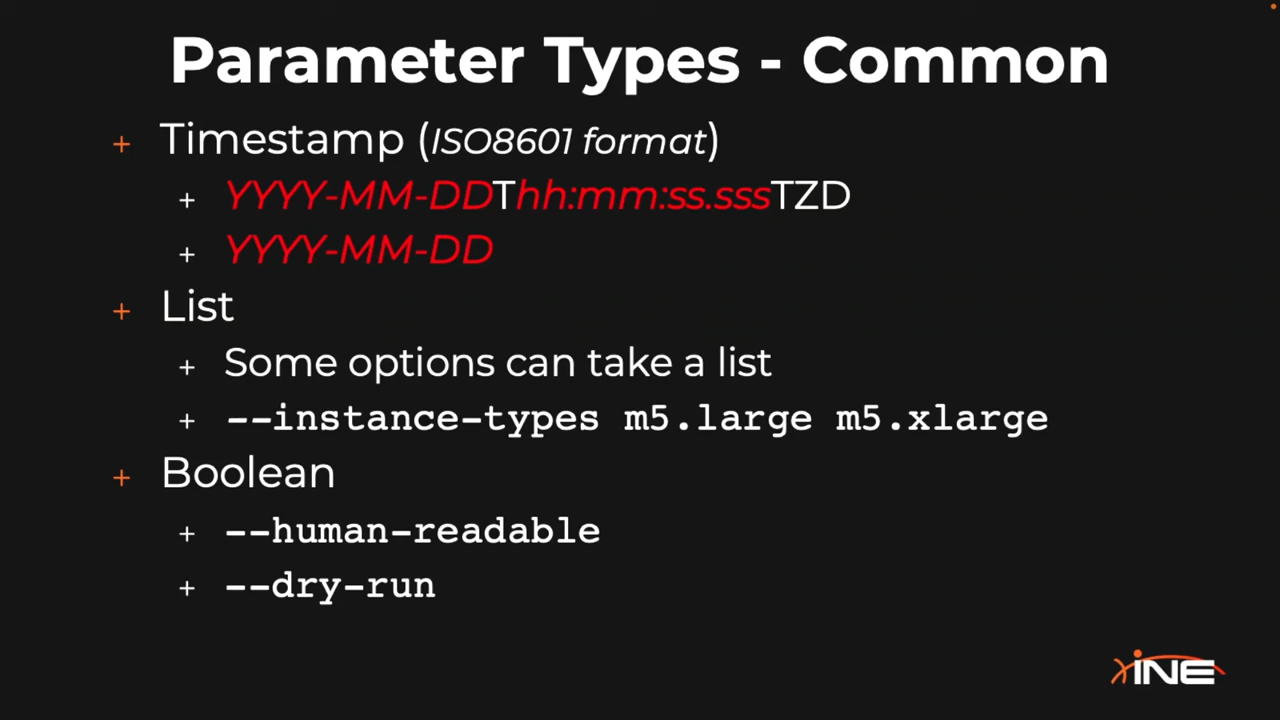 Parameter Types - Common
+ Timestamp (ISO8601 format)
+ YYYY-MM-DDThh:mm:ss.sssTZD
+ YYYY-MM-DD
+ List
+ Some options can take a list
+ --instance-types m5.large m5.xlarge
+ Boolean
+ --human-readable
+ --dry-run
INE